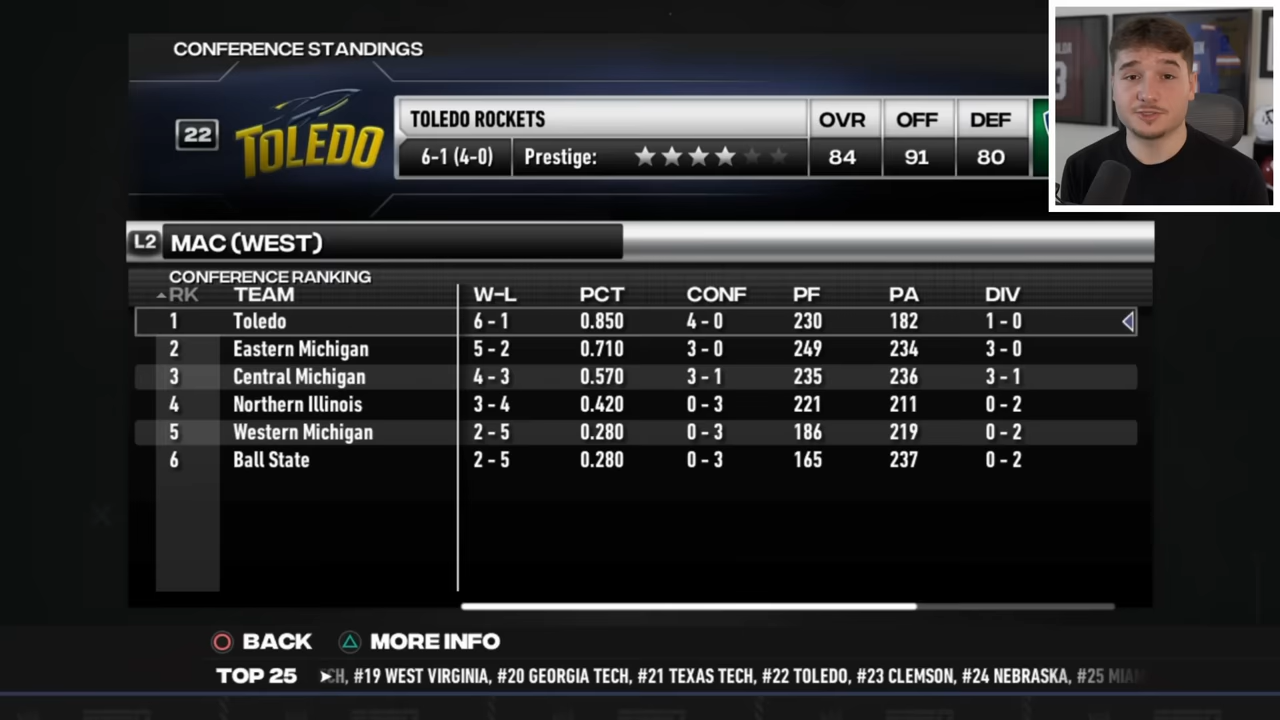 CONFERENCE STANDINGS
22
TOLEDO
TOLEDO ROCKETS OVR OFF DEF
6-1 (4-0) Prestige: 84 91 80
L2 MAC (WEST)
CONFERENCE RANKING
RK TEAM W-L PCT CONF PF PA DIV
1 Toledo 6 - 1 0.850 4 - 0 230 182 1 - 0
2 Eastern Michigan 5 - 2 0.710 3 - 0 249 234 3 - 0
3 Central Michigan 4 - 3 0.570 3 - 1 235 236 3 - 1
4 Northern Illinois 3 - 4 0.420 0 - 3 221 211 0 - 2
5 Western Michigan 2 - 5 0.280 0 - 3 186 219 0 - 2
6 Ball State 2 - 5 0.280 0 - 3 165 237 0 - 2
BACK MORE INFO
TOP 25 CH, #19 WEST VIRGINIA, #20 GEORGIA TECH, #21 TEXAS TECH, #22 TOLEDO, #23 CLEMSON, #24 NEBRASKA, #25